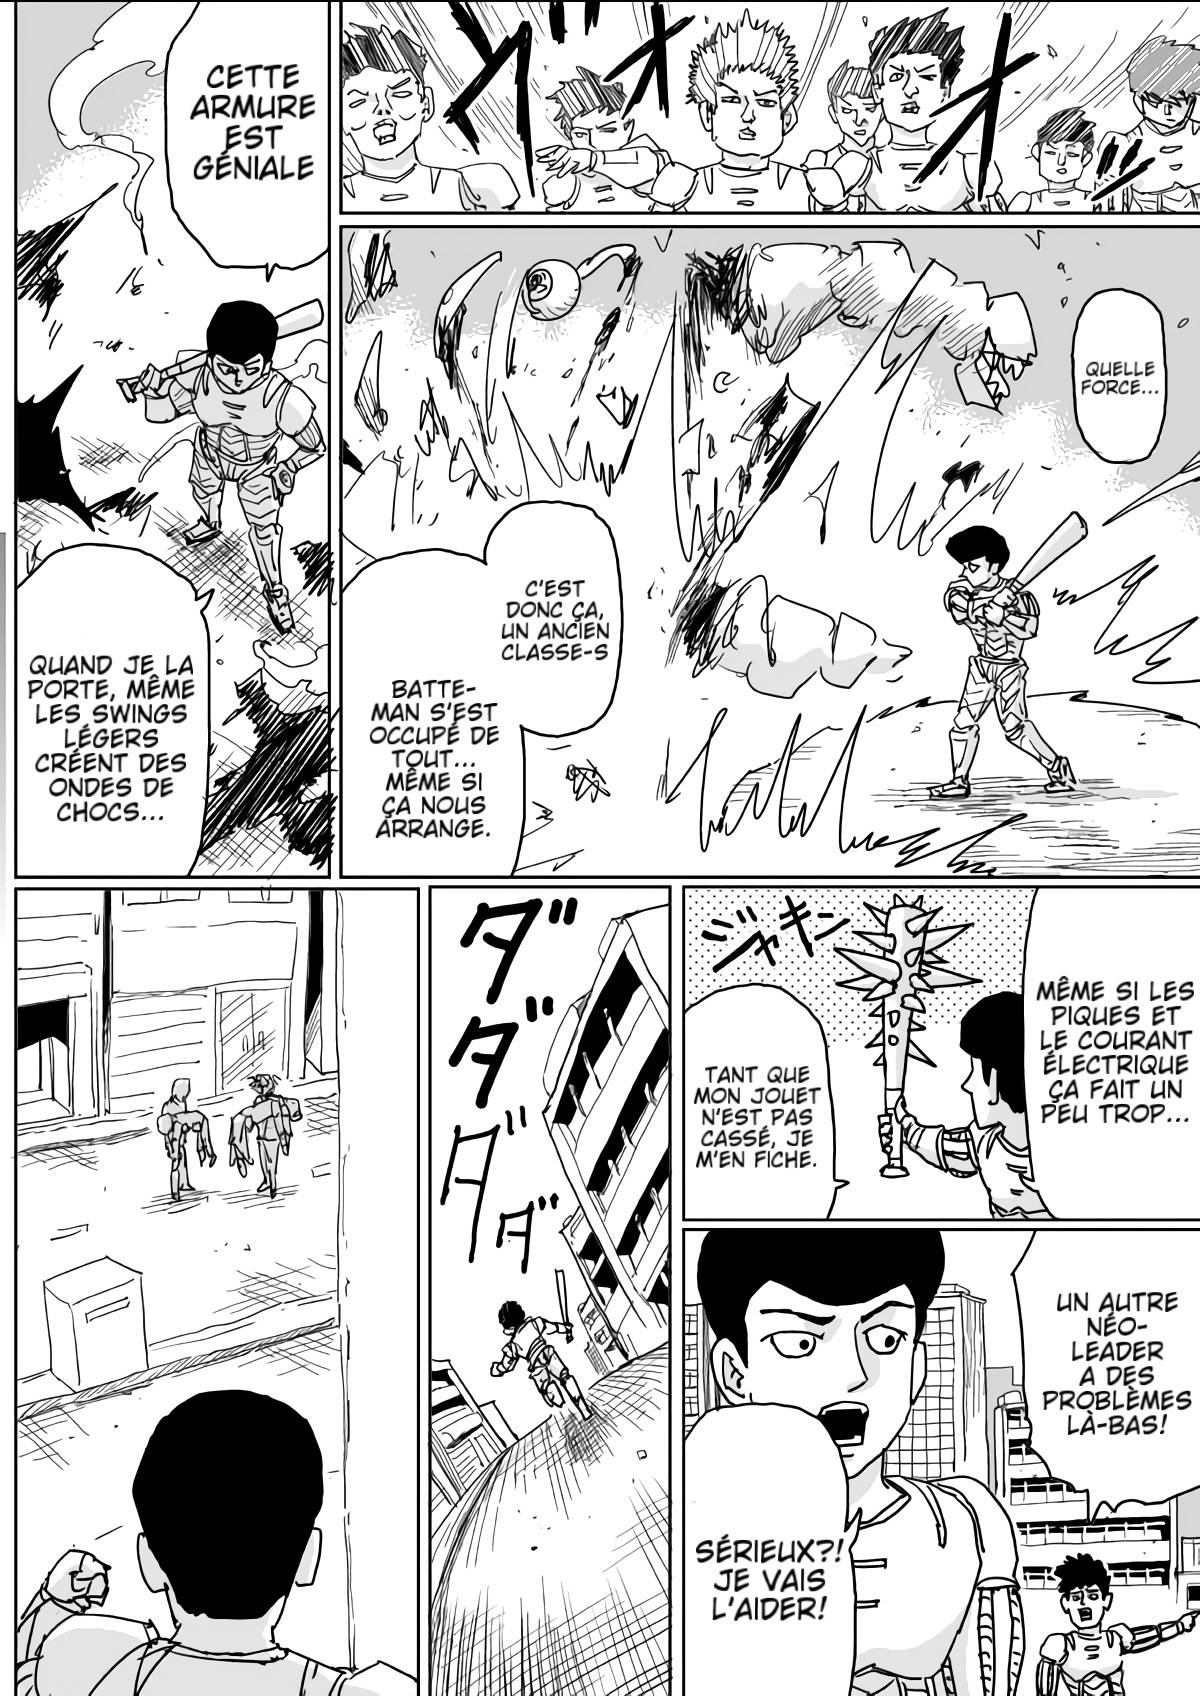 ドオオ
QUELLE
FORCE...
C'EST
DONC ÇA,
UN ANCIEN
CLASSE-S
BATTE-
MAN S'EST
OCCUPÉ DE
TOUT...
MÊME SI
ÇA NOUS
ARRANGE.
CETTE
ARMURE
EST
GÉNIALE
QUAND JE LA
PORTE, MÊME
LES SWINGS
LÉGERS
CRÉENT DES
ONDES DE
CHOCS...
MÊME SI LES
PIQUES ET
LE COURANT
ÉLECTRIQUE
ÇA FAIT UN
PEU TROP...
ジャキン
TANT QUE
MON JOUET
N'EST PAS
CASSÉ, JE
M'EN FICHE.
UN AUTRE
NÉO-
LEADER
A DES
PROBLÈMES
LÀ-BAS!
SÉRIEUX?!
JE VAIS
L'AIDER!
ダダダダ